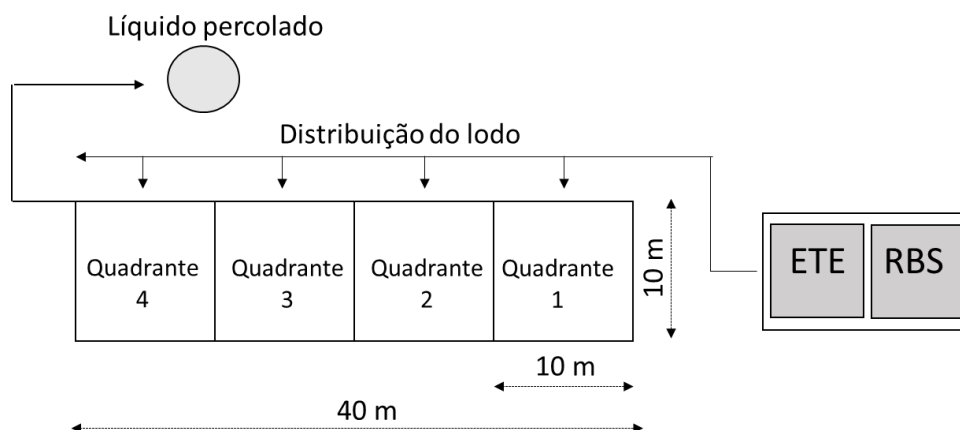 Líquido percolado
Distribuição do lodo
Quadrante
4
Quadrante
3
Quadrante
2
Quadrante
1
10 m
ETE
RBS
10 m
40 m